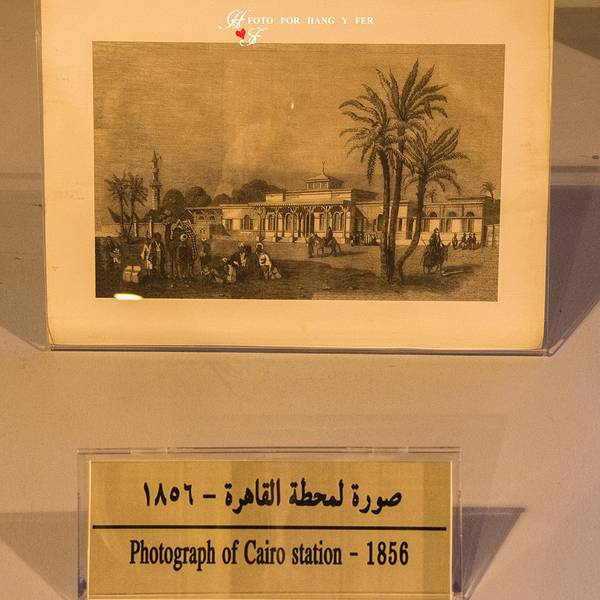 FOTO POR HANG Y FER
صورة لمحطة القاهرة - ١٨٥٦
Photograph of Cairo station - 1856